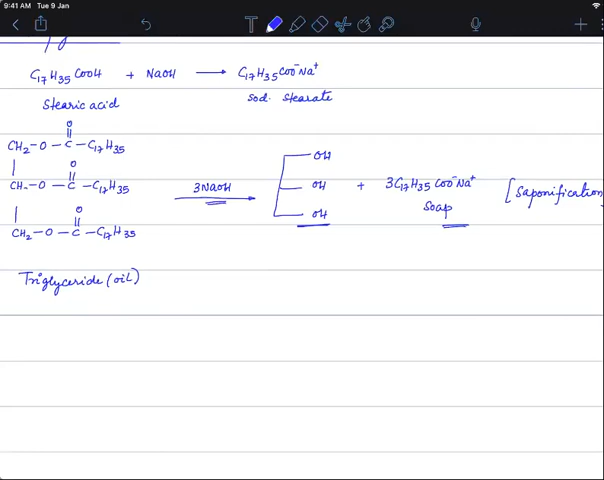 9:41 AM Tue 9 Jan
C17H35COOH + NaOH ⟶ C17H35COO⁻Na⁺
Stearic acid sod. stearate
O
||
CH2-O-C-C17H35
|
O
||
CH-O-C-C17H35 3NaOH ⟶ OH OH OH + 3C17H35COO⁻Na⁺ [Saponification
Soap
|
O
||
CH2-O-C-C17H35
Triglyceride (oil)